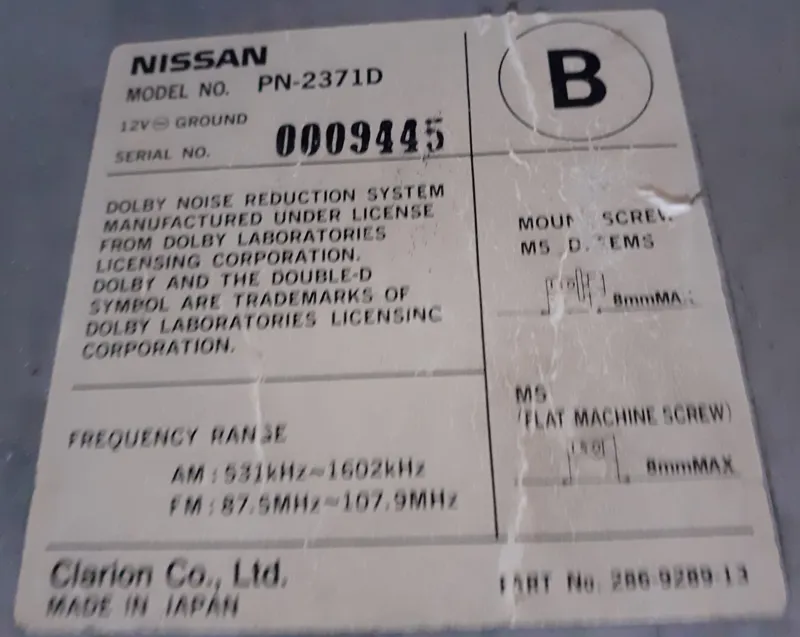 NISSAN
MODEL NO. PN-2371D
B
12V GROUND
SERIAL NO. 0009445
DOLBY NOISE REDUCTION SYSTEM
MANUFACTURED UNDER LICENSE
FROM DOLBY LABORATORIES
LICENSING CORPORATION.
DOLBY AND THE DOUBLE-D
SYMBOL ARE TRADEMARKS OF
DOLBY LABORATORIES LICENSING
CORPORATION.
MOUN SCREW
M5
8mmMA
M5
(FLAT MACHINE SCREW)
8mmMAX
FREQUENCY RANGE
AM : 531kHz~1602kHz
FM : 87.5MHz~107.9MHz
Clarion Co., Ltd.
MADE IN JAPAN
PART No. 286-9289-13